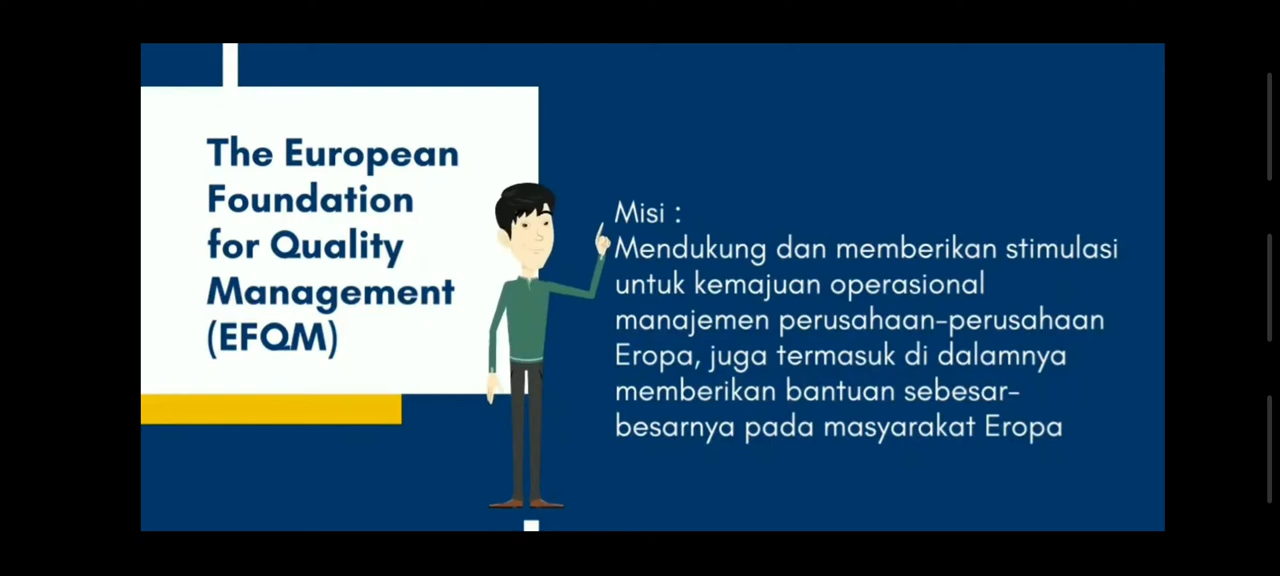 The European
Foundation
for Quality
Management
(EFQM)
Misi :
Mendukung dan memberikan stimulasi
untuk kemajuan operasional
manajemen perusahaan-perusahaan
Eropa, juga termasuk di dalamnya
memberikan bantuan sebesar-
besarnya pada masyarakat Eropa